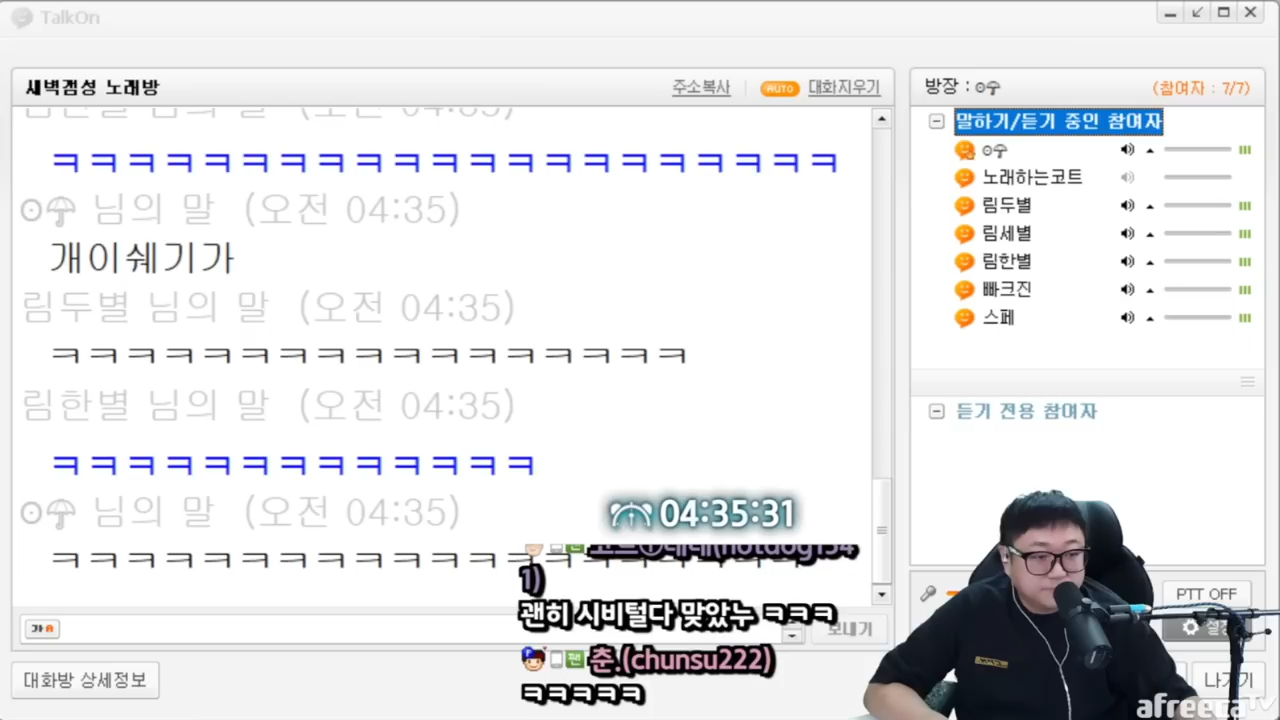 TalkOn
새벽갬성 노래방
주소복사
AUTO 대화지우기
ㅋㅋㅋㅋㅋㅋㅋㅋㅋㅋㅋㅋㅋㅋㅋㅋㅋㅋㅋㅋㅋ
⊙☂ 님의 말 (오전 04:35)
개이쉐기가
림두별 님의 말 (오전 04:35)
ㅋㅋㅋㅋㅋㅋㅋㅋㅋㅋㅋㅋㅋㅋㅋㅋㅋ
림한별 님의 말 (오전 04:35)
ㅋㅋㅋㅋㅋㅋㅋㅋㅋㅋㅋㅋㅋ
⊙☂ 님의 말 (오전 04:35)
ㅋㅋㅋㅋㅋㅋㅋㅋㅋㅋㅋㅋㅋㅋㅋㅋㅋㅋㅋㅋ
04:35:31
1)
괜히 시비털다 맞았누 ㅋㅋㅋ
춘.(chunsu222)
ㅋㅋㅋㅋㅋ
가
보내기
대화방 상세정보
방장 : ⊙☂
(참여자 : 7/7)
말하기/듣기 중인 참여자
⊙☂
노래하는코트
림두별
림세별
림한별
빠크진
스페
듣기 전용 참여자
PTT OFF
나가기
afreecaTV